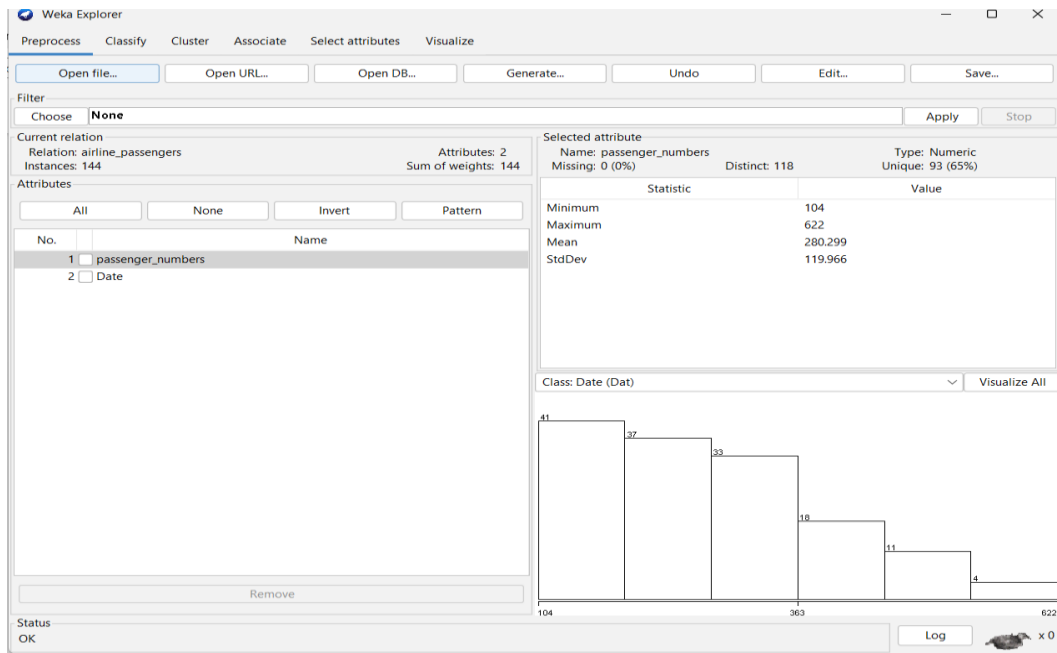 Weka Explorer
Preprocess Classify Cluster Associate Select attributes Visualize
Open file... Open URL... Open DB... Generate... Undo Edit... Save...
Filter
Choose None Apply Stop
Current relation
Relation: airline_passengers Attributes: 2
Instances: 144 Sum of weights: 144
Attributes
All None Invert Pattern
No. Name
1 passenger_numbers
2 Date
Remove
Selected attribute
Name: passenger_numbers Type: Numeric
Missing: 0 (0%) Distinct: 118 Unique: 93 (65%)
Statistic Value
Minimum 104
Maximum 622
Mean 280.299
StdDev 119.966
Class: Date (Dat) Visualize All
41
37
33
18
11
4
104 363 622
Status
OK Log x 0